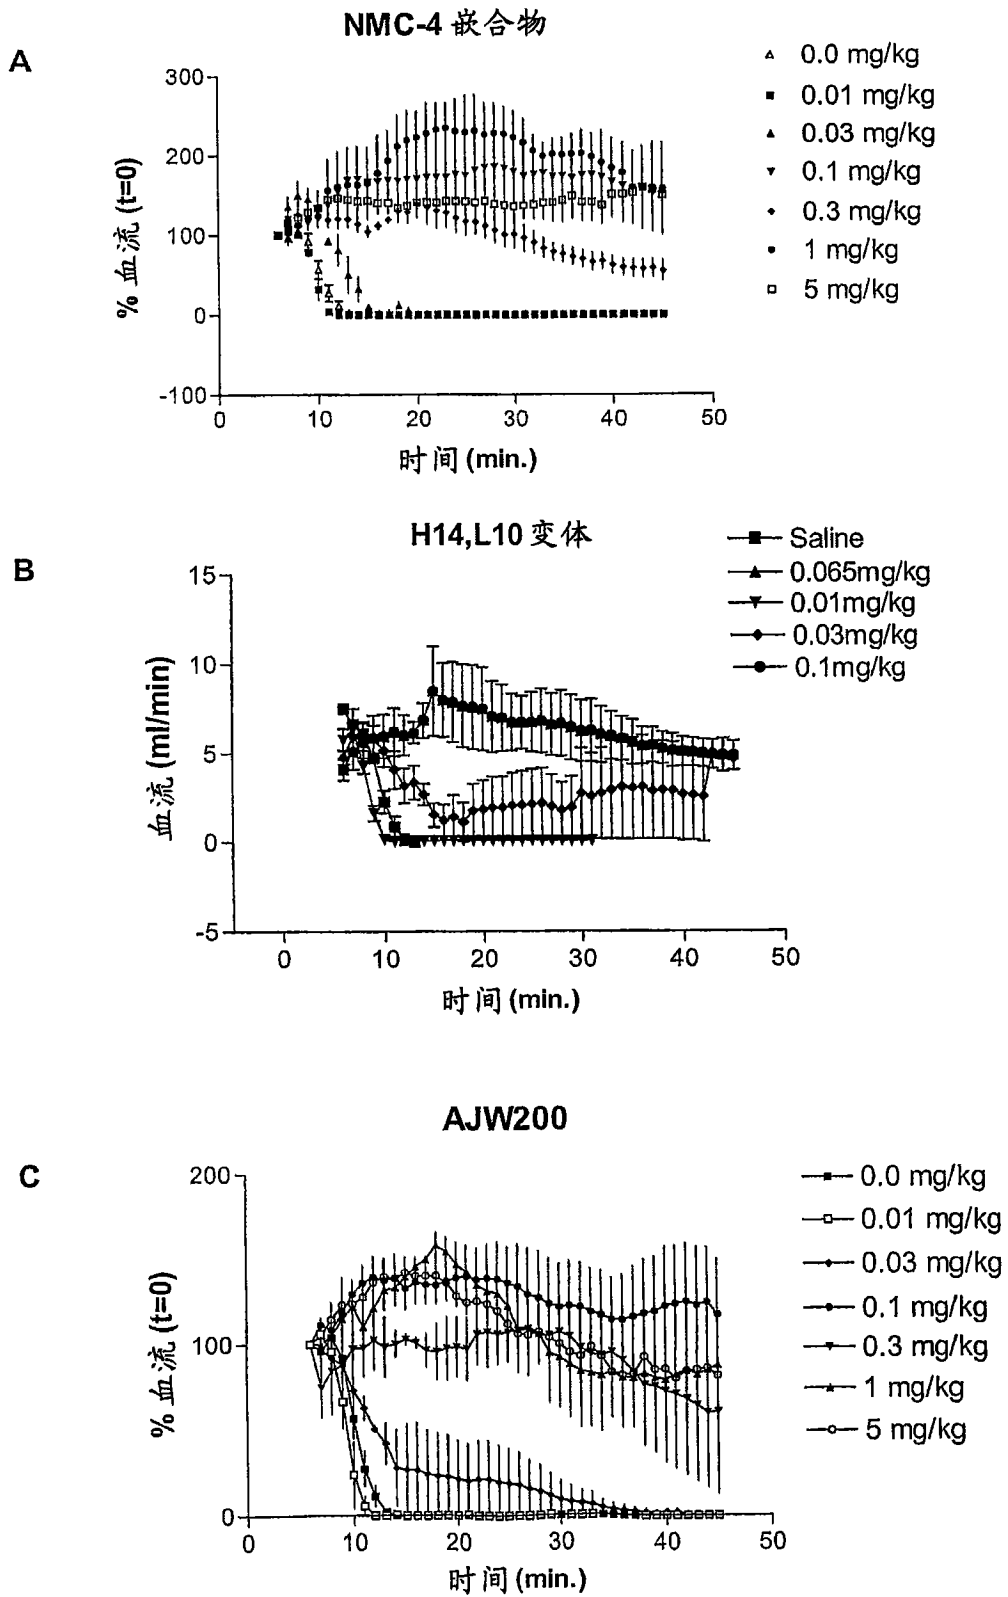 NMC-4 嵌合物
A
300
200
100
0
-100
% 血流 (t=0)
0 10 20 30 40 50
时间 (min.)
0.0 mg/kg
0.01 mg/kg
0.03 mg/kg
0.1 mg/kg
0.3 mg/kg
1 mg/kg
5 mg/kg
H14,L10 变体
B
15
10
5
0
-5
血流 (ml/min)
0 10 20 30 40 50
时间 (min.)
Saline
0.065mg/kg
0.01mg/kg
0.03mg/kg
0.1mg/kg
AJW200
C
200
100
0
% 血流 (t=0)
0 10 20 30 40 50
时间 (min.)
0.0 mg/kg
0.01 mg/kg
0.03 mg/kg
0.1 mg/kg
0.3 mg/kg
1 mg/kg
5 mg/kg